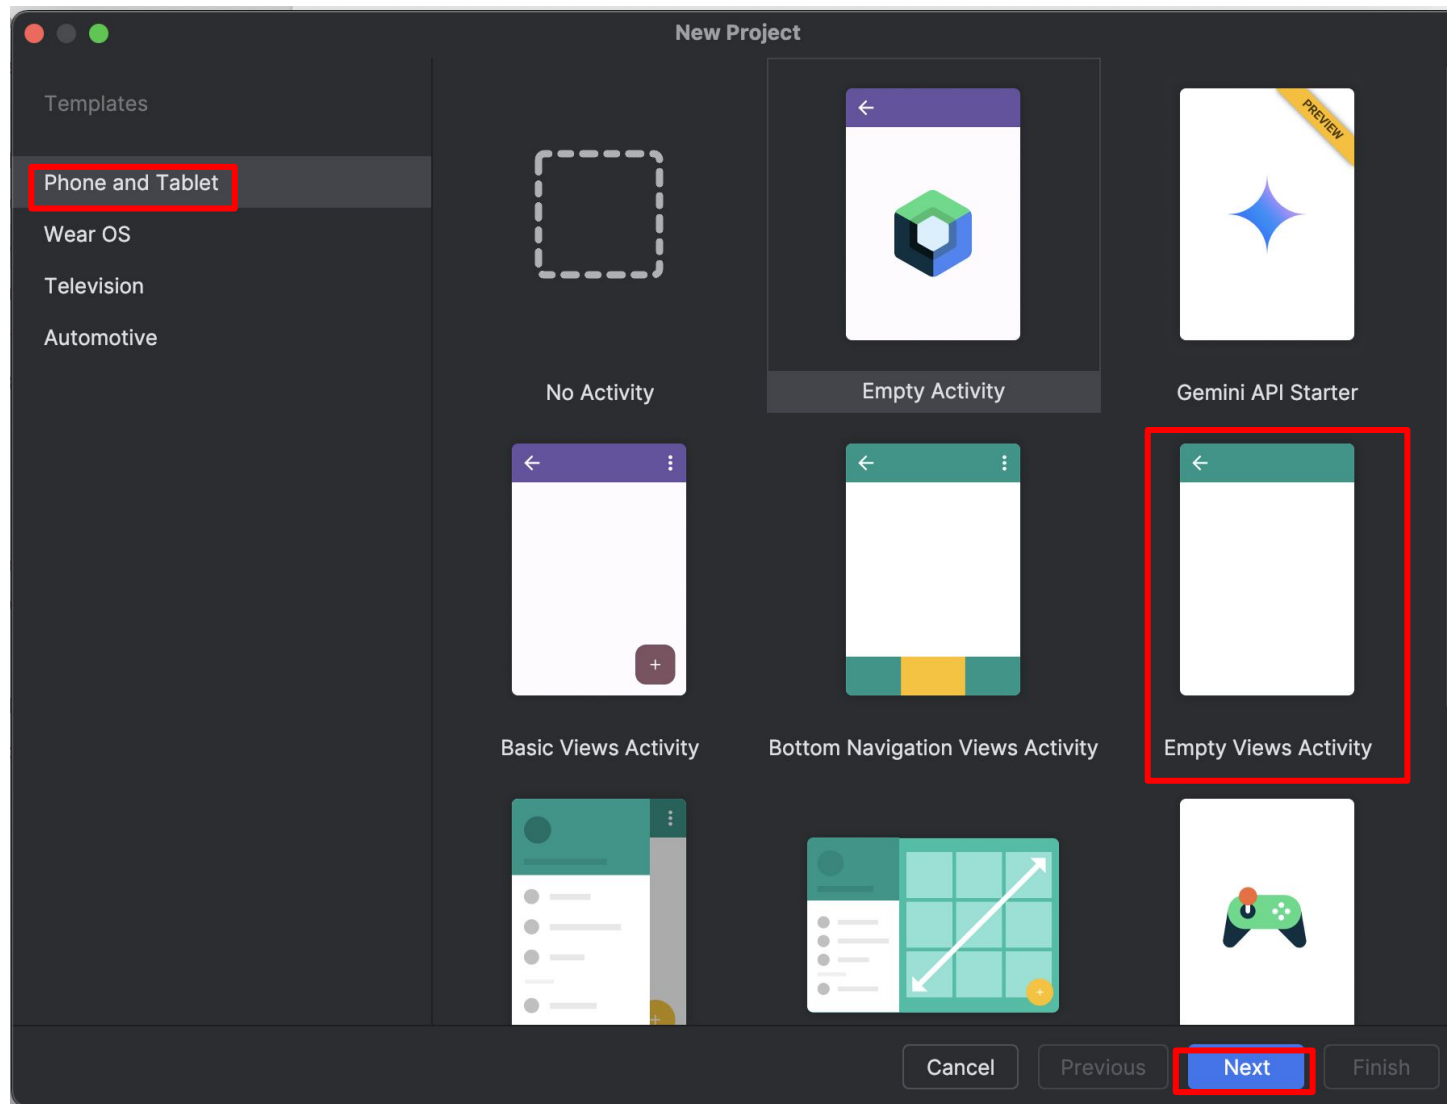 New Project
Templates
Phone and Tablet
Wear OS
Television
Automotive
PREVIEW
No Activity
Empty Activity
Gemini API Starter
Basic Views Activity
Bottom Navigation Views Activity
Empty Views Activity
Cancel
Previous
Next
Finish